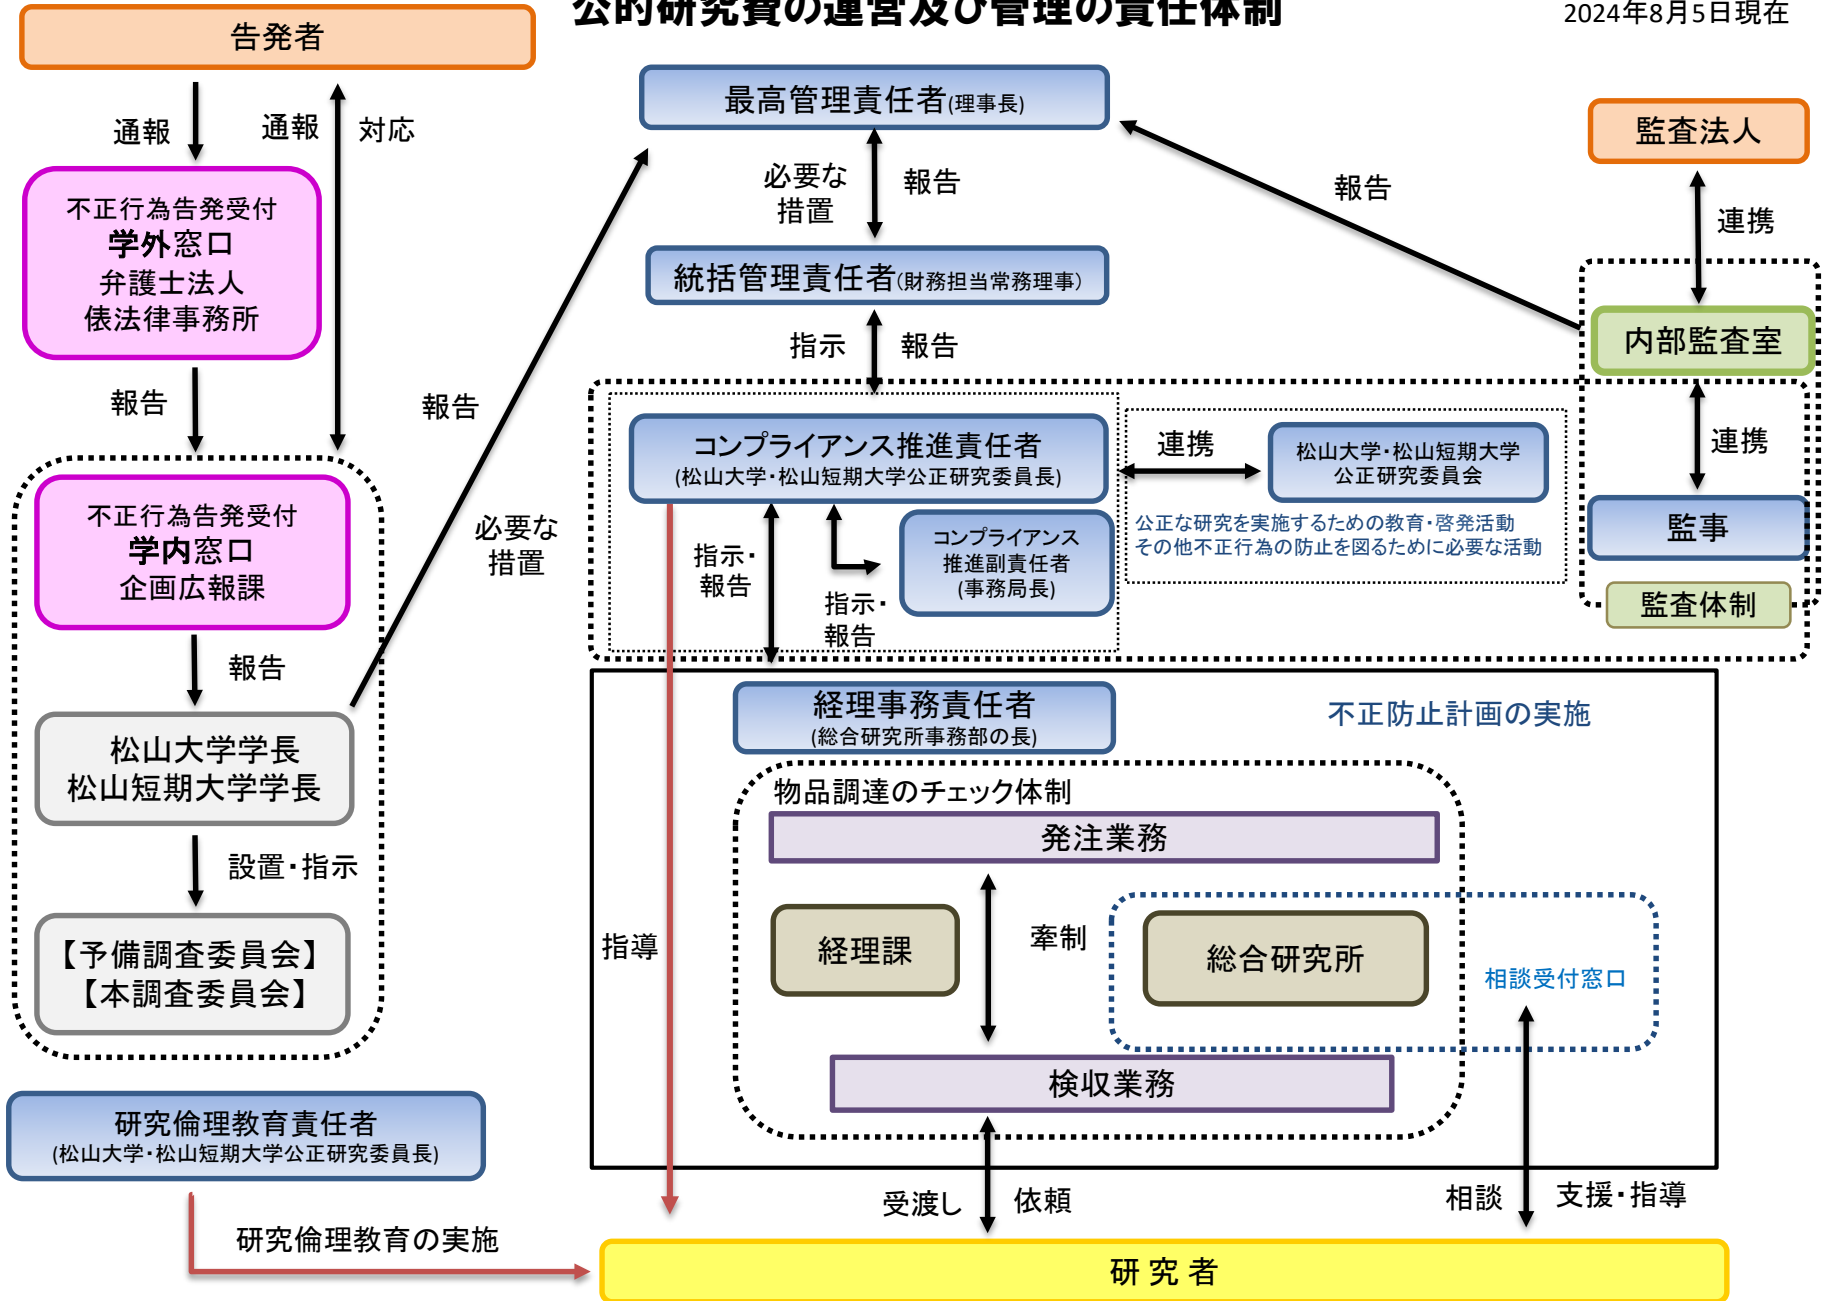 公的研究費の運営及び管理の責任体制
2024年8月5日現在
告発者
通報
通報
対応
不正行為告発受付
学外窓口
弁護士法人
俵法律事務所
報告
不正行為告発受付
学内窓口
企画広報課
報告
松山大学学長
松山短期大学学長
設置・指示
【予備調査委員会】
【本調査委員会】
研究倫理教育責任者
(松山大学・松山短期大学公正研究委員長)
研究倫理教育の実施
報告
必要な
措置
最高管理責任者(理事長)
必要な
措置
報告
統括管理責任者(財務担当常務理事)
指示
報告
報告
監査法人
連携
内部監査室
連携
監事
監査体制
コンプライアンス推進責任者
(松山大学・松山短期大学公正研究委員長)
連携
松山大学・松山短期大学
公正研究委員会
公正な研究を実施するための教育・啓発活動
その他不正行為の防止を図るために必要な活動
コンプライアンス
推進副責任者
(事務局長)
指示・
報告
指示・
報告
指導
経理事務責任者
(総合研究所事務部の長)
不正防止計画の実施
物品調達のチェック体制
発注業務
経理課
牽制
総合研究所
相談受付窓口
検収業務
受渡し
依頼
相談
支援・指導
研究者